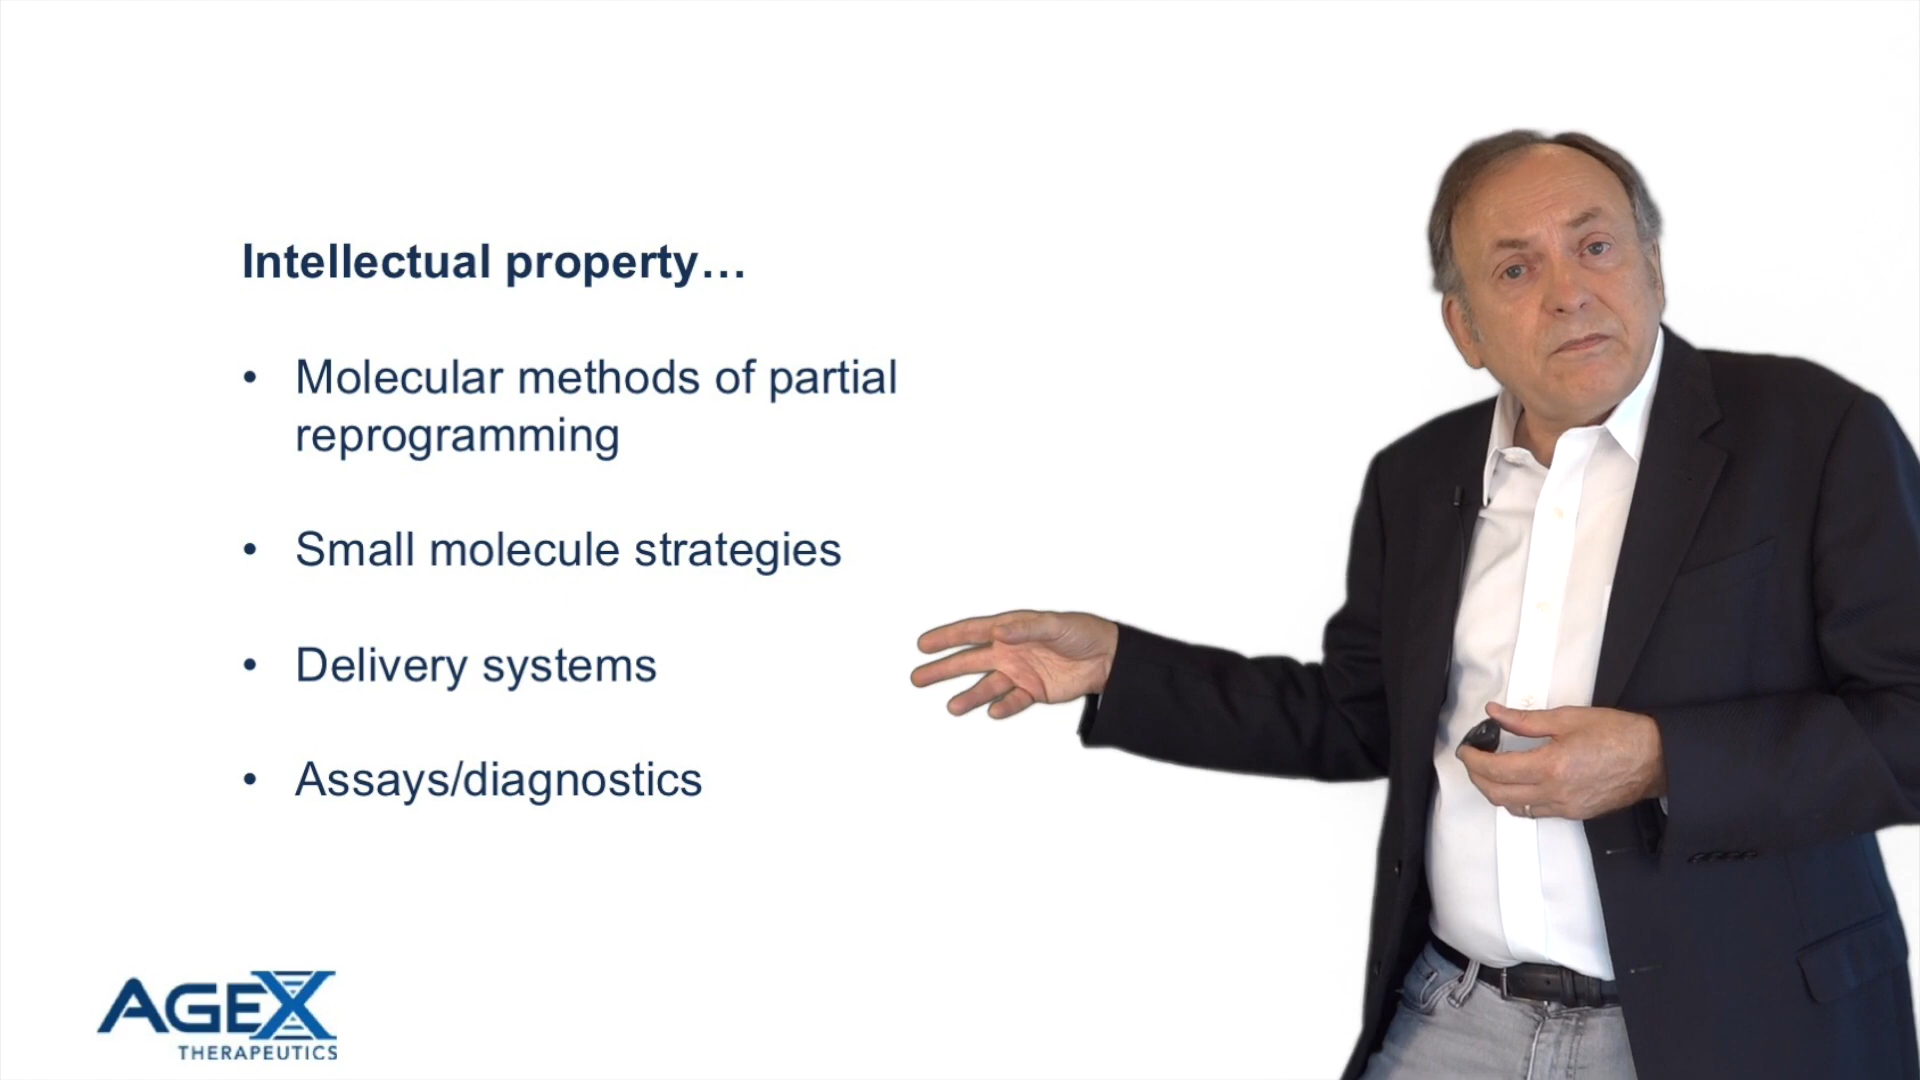 Intellectual property…
• Molecular methods of partial
reprogramming
• Small molecule strategies
• Delivery systems
• Assays/diagnostics
AGEX
THERAPEUTICS